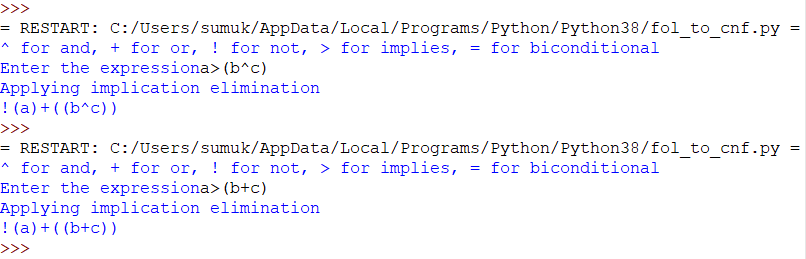 >>>
= RESTART: C:/Users/sumuk/AppData/Local/Programs/Python/Python38/fol_to_cnf.py =
^ for and, + for or, ! for not, > for implies, = for biconditional
Enter the expressiona>(b^c)
Applying implication elimination
!(a)+((b^c))
>>>
= RESTART: C:/Users/sumuk/AppData/Local/Programs/Python/Python38/fol_to_cnf.py =
^ for and, + for or, ! for not, > for implies, = for biconditional
Enter the expressiona>(b+c)
Applying implication elimination
!(a)+((b+c))
>>>